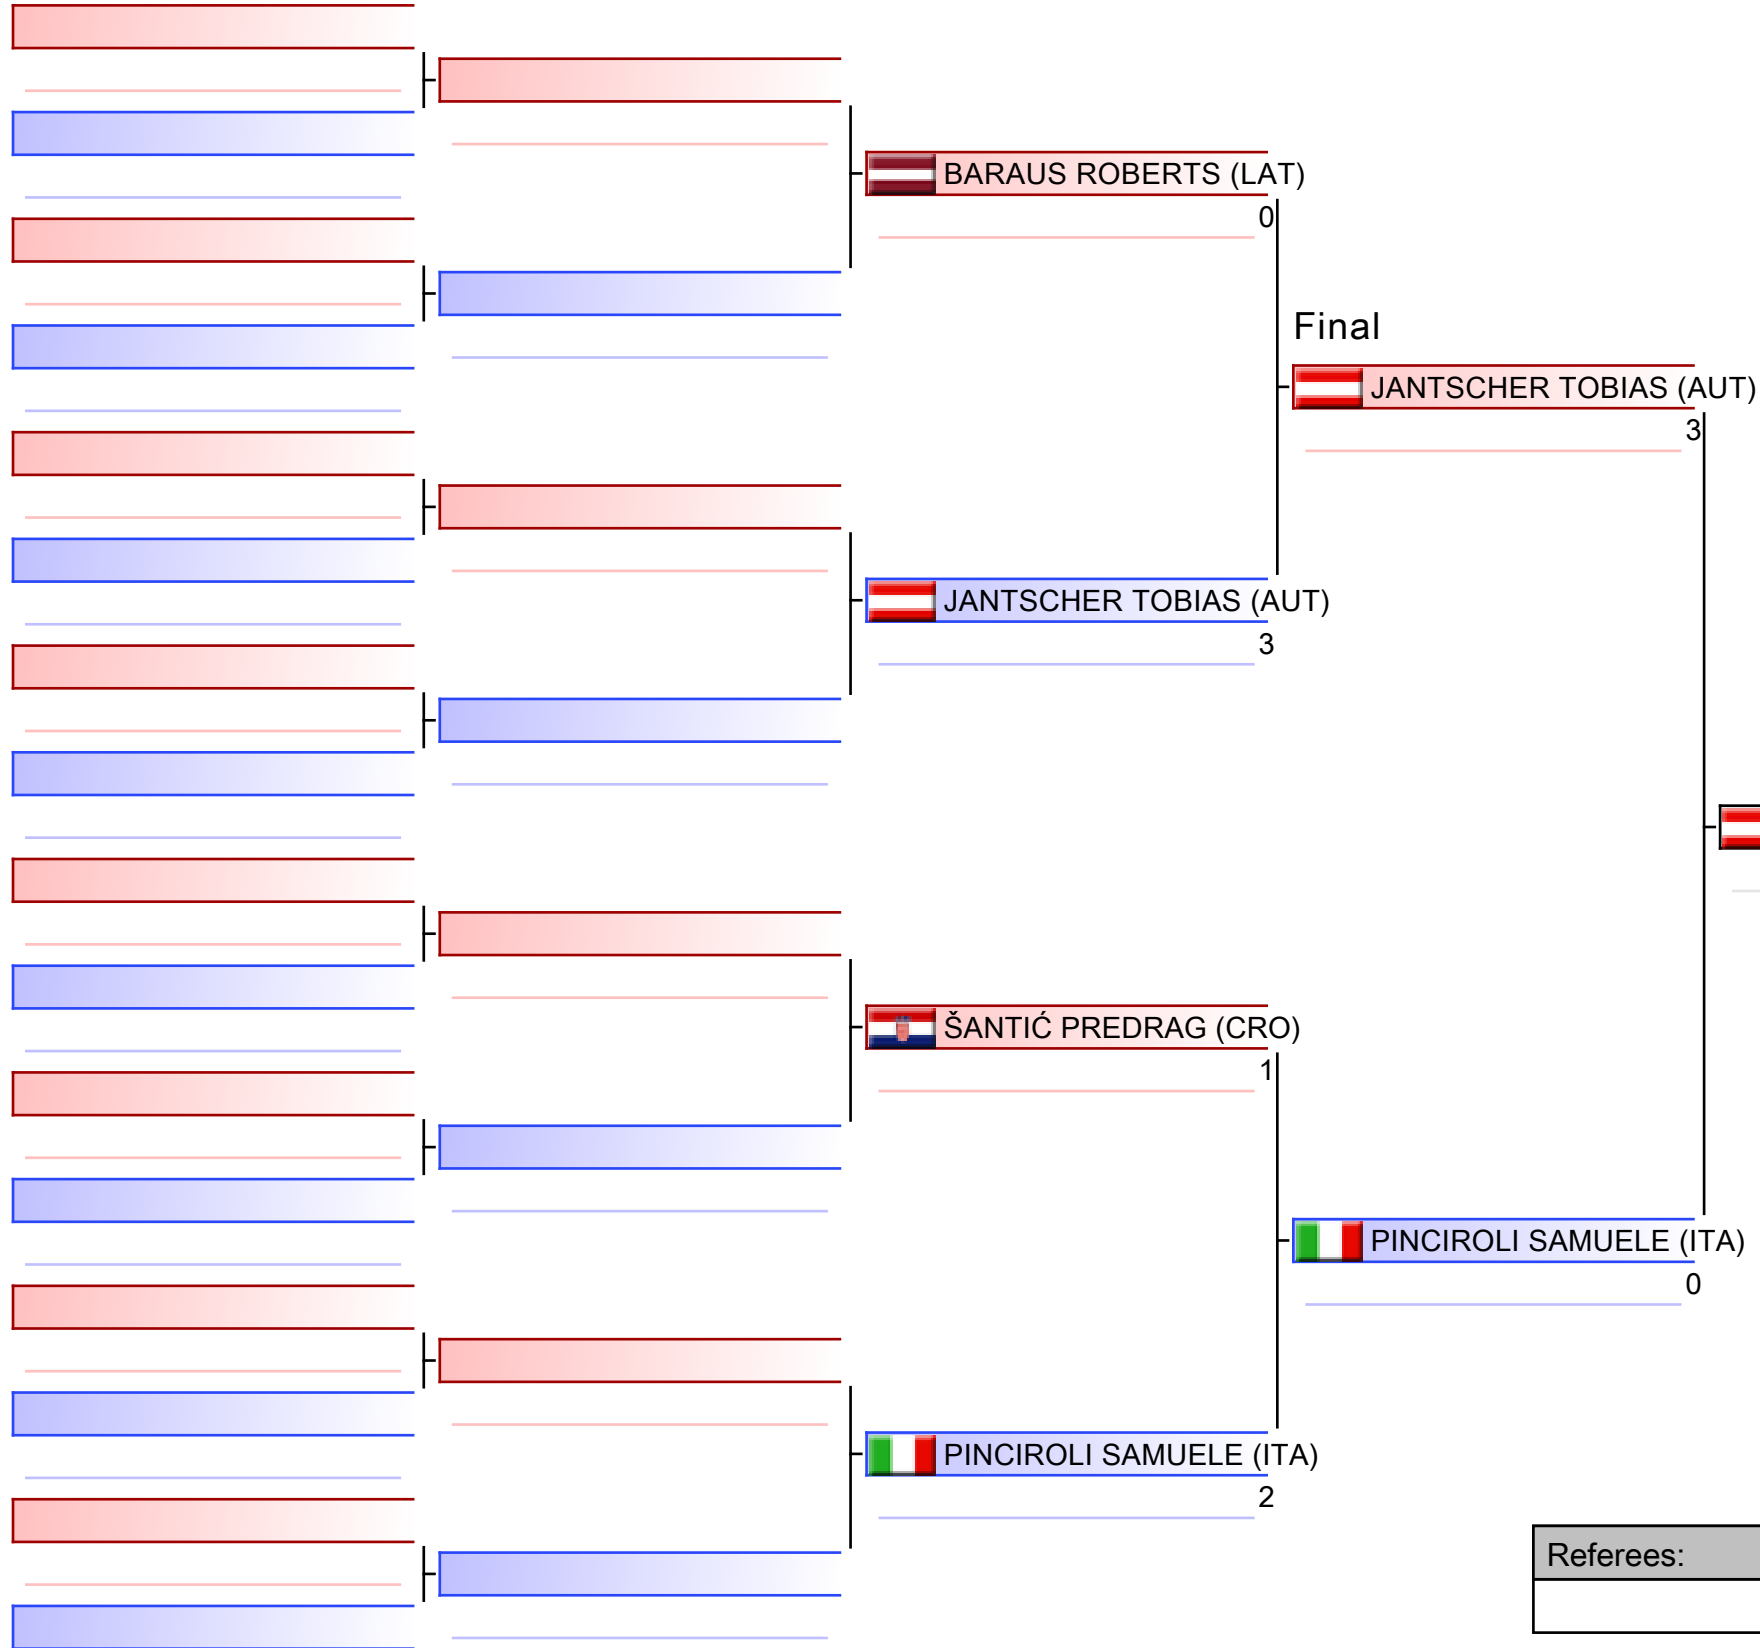 BARAUS ROBERTS (LAT)
0
Final
JANTSCHER TOBIAS (AUT)
3
JANTSCHER TOBIAS (AUT)
3
ŠANTIĆ PREDRAG (CRO)
1
PINCIROLI SAMUELE (ITA)
0
PINCIROLI SAMUELE (ITA)
2
Referees: